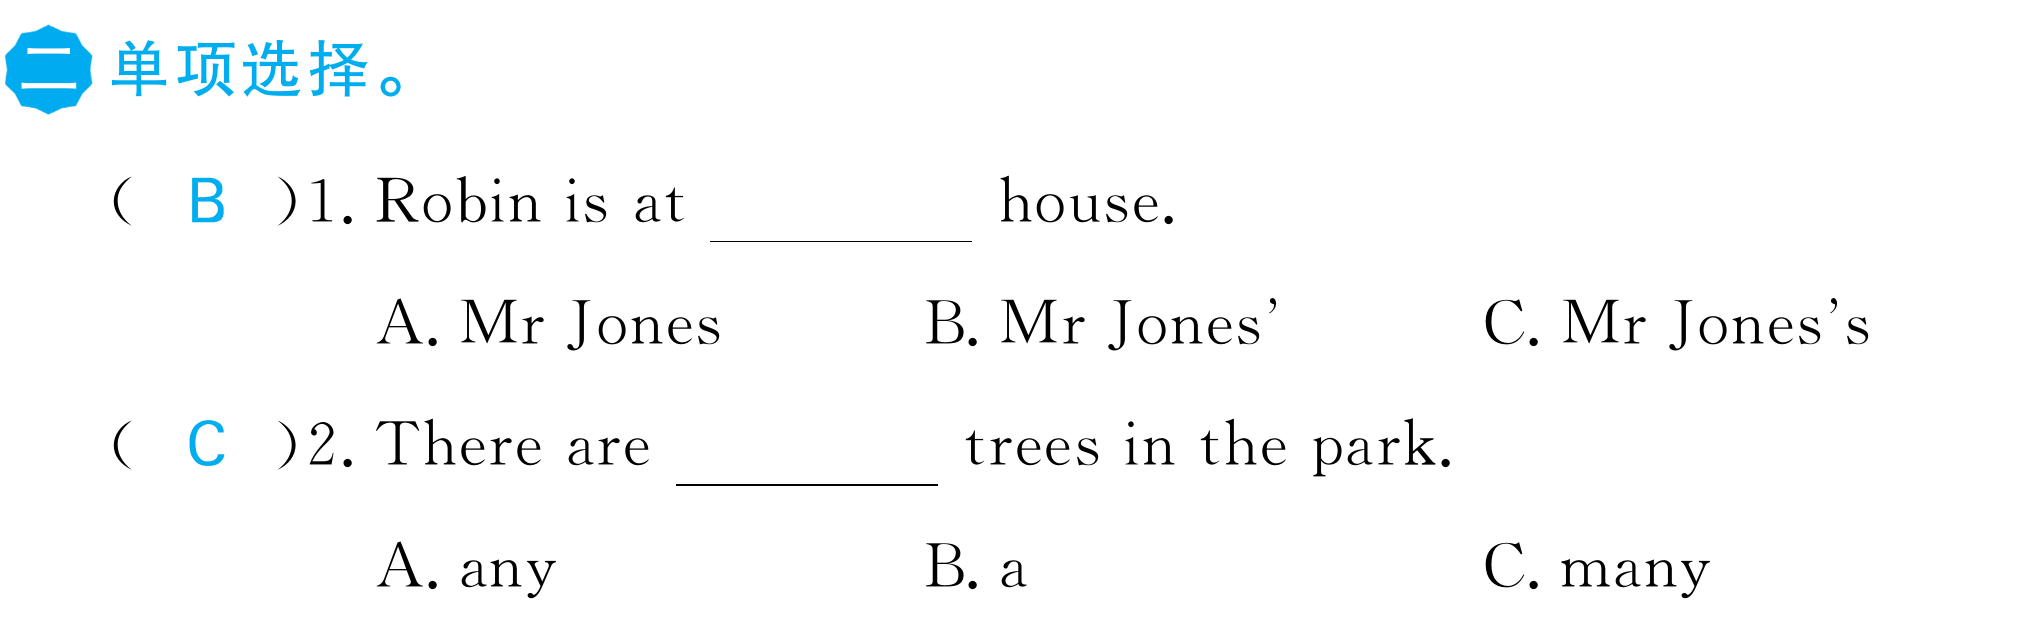 二 单项选择。
( B )1. Robin is at ________ house.
A. Mr Jones B. Mr Jones’ C. Mr Jones’s
( C )2. There are ________ trees in the park.
A. any B. a C. many